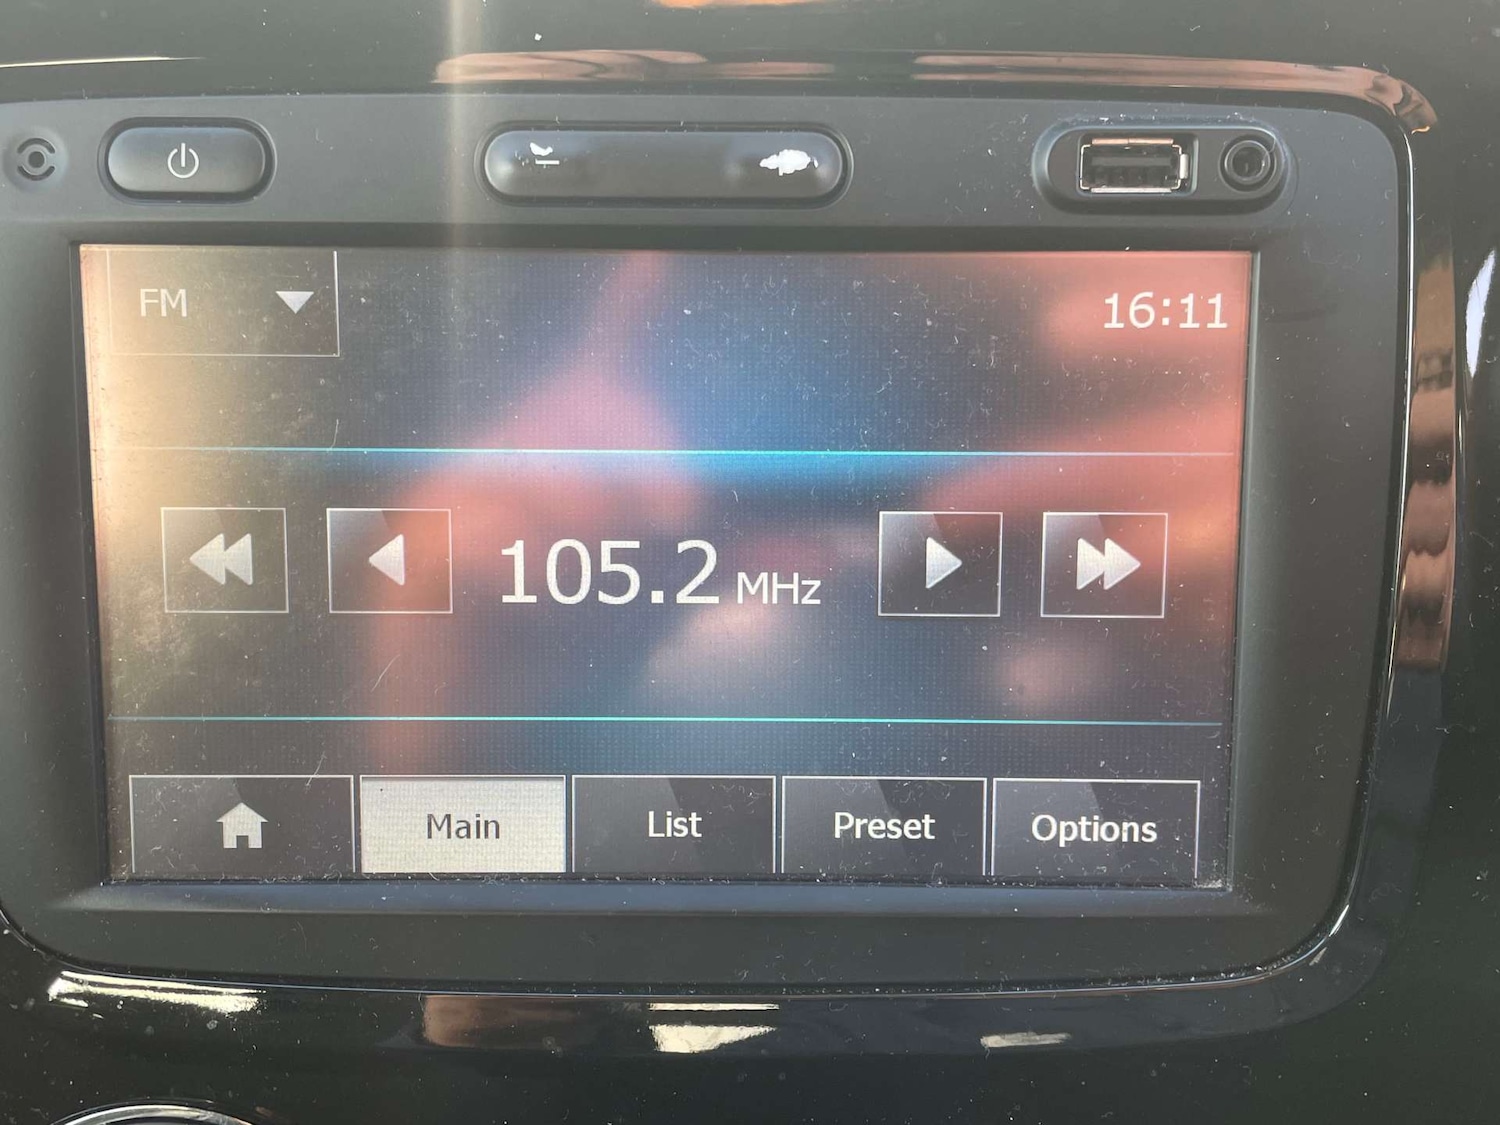 FM
16:11
105.2 MHz
Main
List
Preset
Options